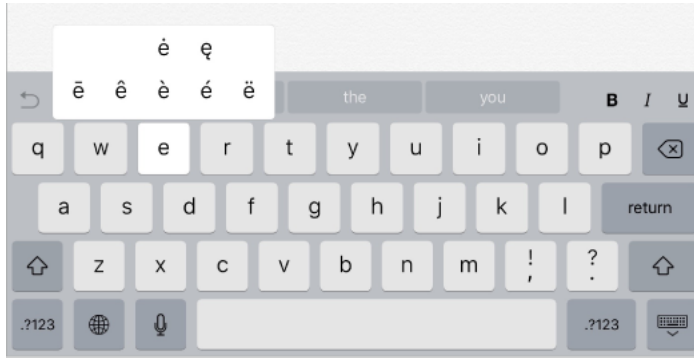 ė ę
ē ê è é ë
the you B I U
q w e r t y u i o p
a s d f g h j k l return
z x c v b n m ! , ? .
.?123 .?123